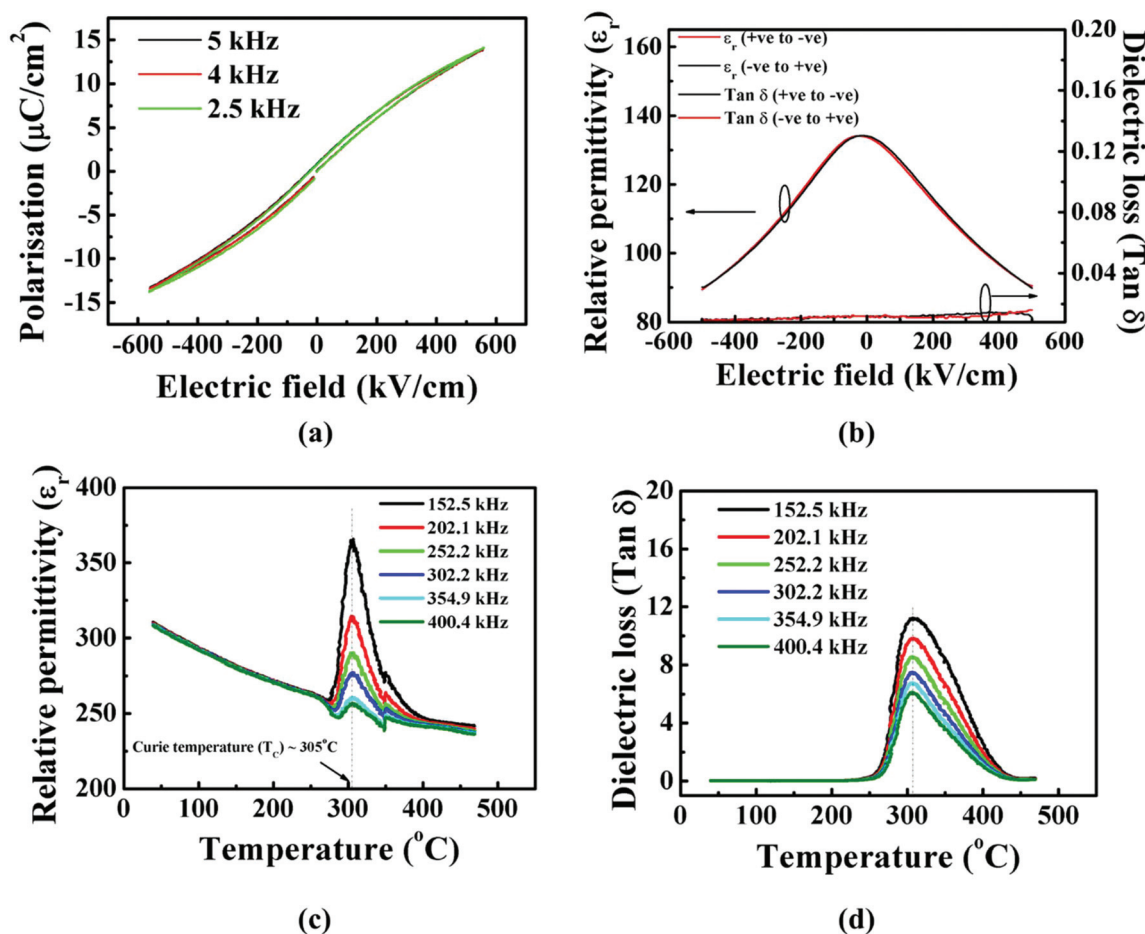 Polarisation (μC/cm²)
15
10
5
0
-5
-10
-15
5 kHz
4 kHz
2.5 kHz
-600 -400 -200 0 200 400 600
Electric field (kV/cm)
(a)
Relative permittivity (εr)
160
140
120
100
80
εr (+ve to -ve)
εr (-ve to +ve)
Tan δ (+ve to -ve)
Tan δ (-ve to +ve)
0.20
0.16
0.12
0.08
0.04
0.00
Dielectric loss (Tan δ)
-600 -400 -200 0 200 400 600
Electric field (kV/cm)
(b)
Relative permittivity (εr)
400
350
300
250
200
152.5 kHz
202.1 kHz
252.2 kHz
302.2 kHz
354.9 kHz
400.4 kHz
Curie temperature (TC) ~ 305°C
0 100 200 300 400 500
Temperature (°C)
(c)
Dielectric loss (Tan δ)
20
16
12
8
4
0
152.5 kHz
202.1 kHz
252.2 kHz
302.2 kHz
354.9 kHz
400.4 kHz
0 100 200 300 400 500
Temperature (°C)
(d)